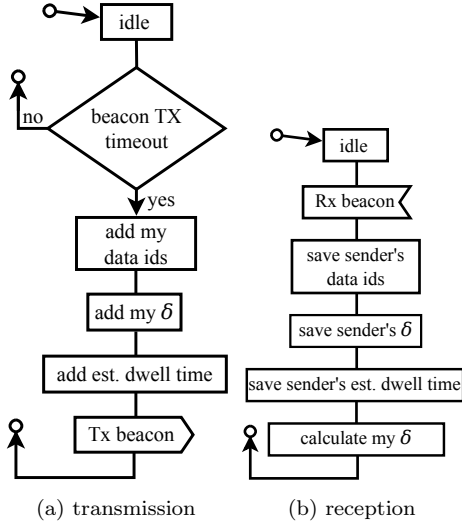 idle
beacon TX
timeout
no
yes
add my
data ids
add my δ
add est. dwell time
Tx beacon
(a) transmission
idle
Rx beacon
save sender's
data ids
save sender's δ
save sender's est. dwell time
calculate my δ
(b) reception